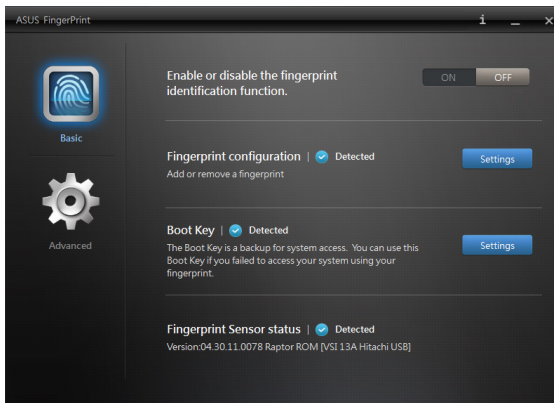 ASUS FingerPrint
i
Basic
Advanced
Enable or disable the fingerprint
identification function.
ON OFF
Fingerprint configuration | Detected
Add or remove a fingerprint
Settings
Boot Key | Detected
The Boot Key is a backup for system access. You can use this
Boot Key if you failed to access your system using your
fingerprint.
Settings
Fingerprint Sensor status | Detected
Version:04.30.11.0078 Raptor ROM [VSI 13A Hitachi USB]